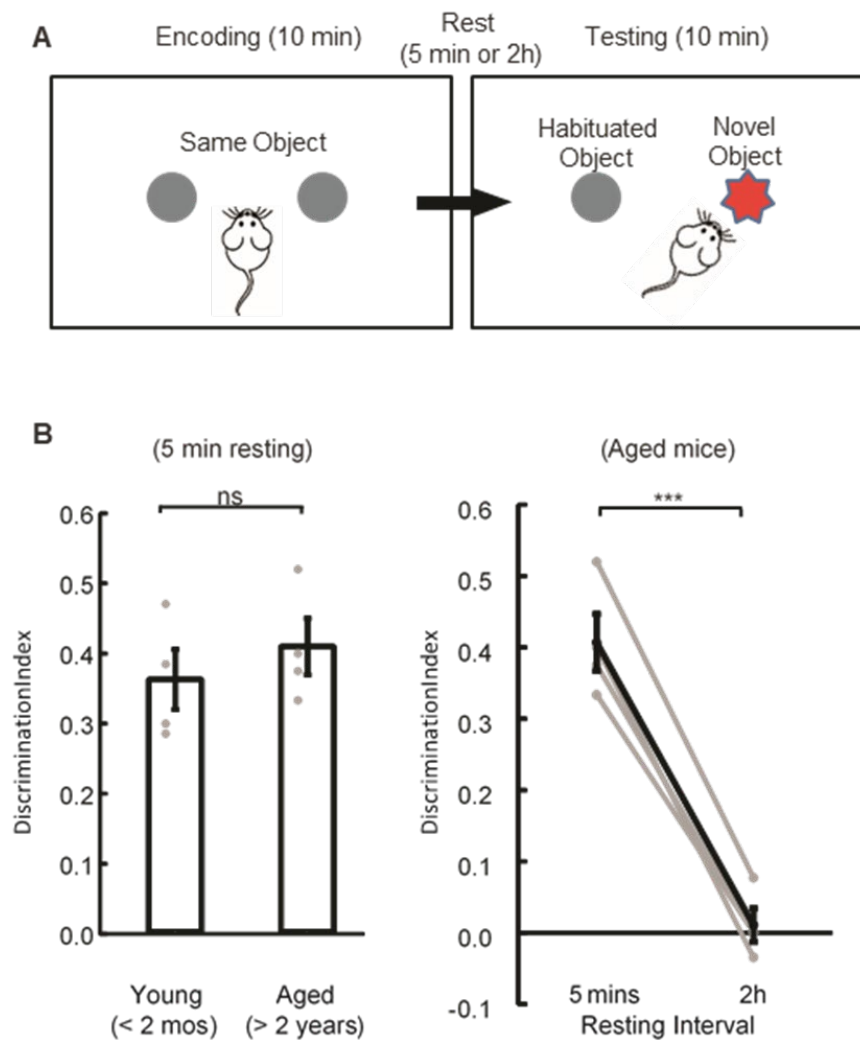 A
Encoding (10 min)
Rest
(5 min or 2h)
Testing (10 min)
Same Object
Habituated
Object
Novel
Object
B
(5 min resting)
ns
DiscriminationIndex
0.6
0.5
0.4
0.3
0.2
0.1
0.0
Young
(< 2 mos)
Aged
(> 2 years)
(Aged mice)
***
DiscriminationIndex
0.6
0.5
0.4
0.3
0.2
0.1
0.0
-0.1
5 mins
2h
Resting Interval